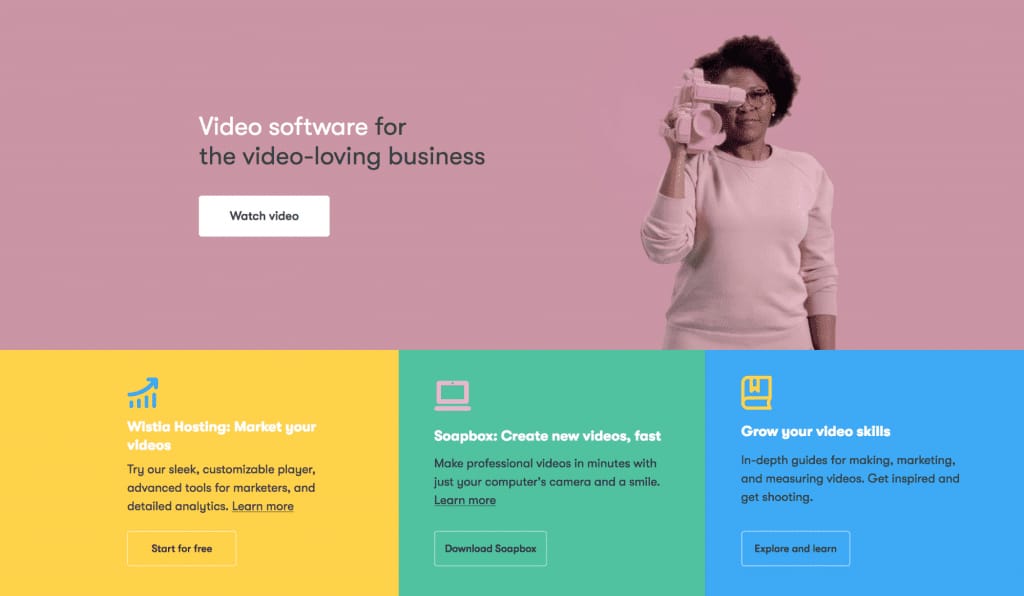 Video software for
the video-loving business
Watch video
Wistia Hosting: Market your
videos
Try our sleek, customizable player,
advanced tools for marketers, and
detailed analytics. Learn more
Start for free
Soapbox: Create new videos, fast
Make professional videos in minutes with
just your computer's camera and a smile.
Learn more
Download Soapbox
Grow your video skills
In-depth guides for making, marketing,
and measuring videos. Get inspired and
get shooting.
Explore and learn